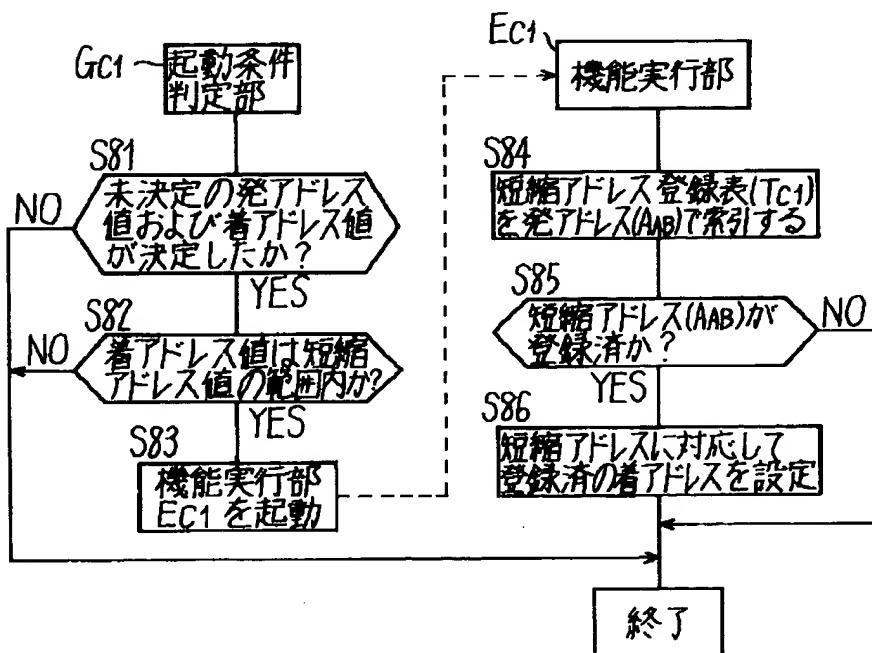 GC1
起動条件
判定部
S81
未決定の発アドレス
値および着アドレス値
が決定したか？
NO
YES
S82
着アドレス値は短縮
アドレス値の範囲内か？
NO
YES
S83
機能実行部
EC1を起動
EC1
機能実行部
S84
短縮アドレス登録表(TC1)
を発アドレス(AAB)で索引する
S85
短縮アドレス(AAB)が
登録済か？
NO
YES
S86
短縮アドレスに対応して
登録済の着アドレスを設定
終了